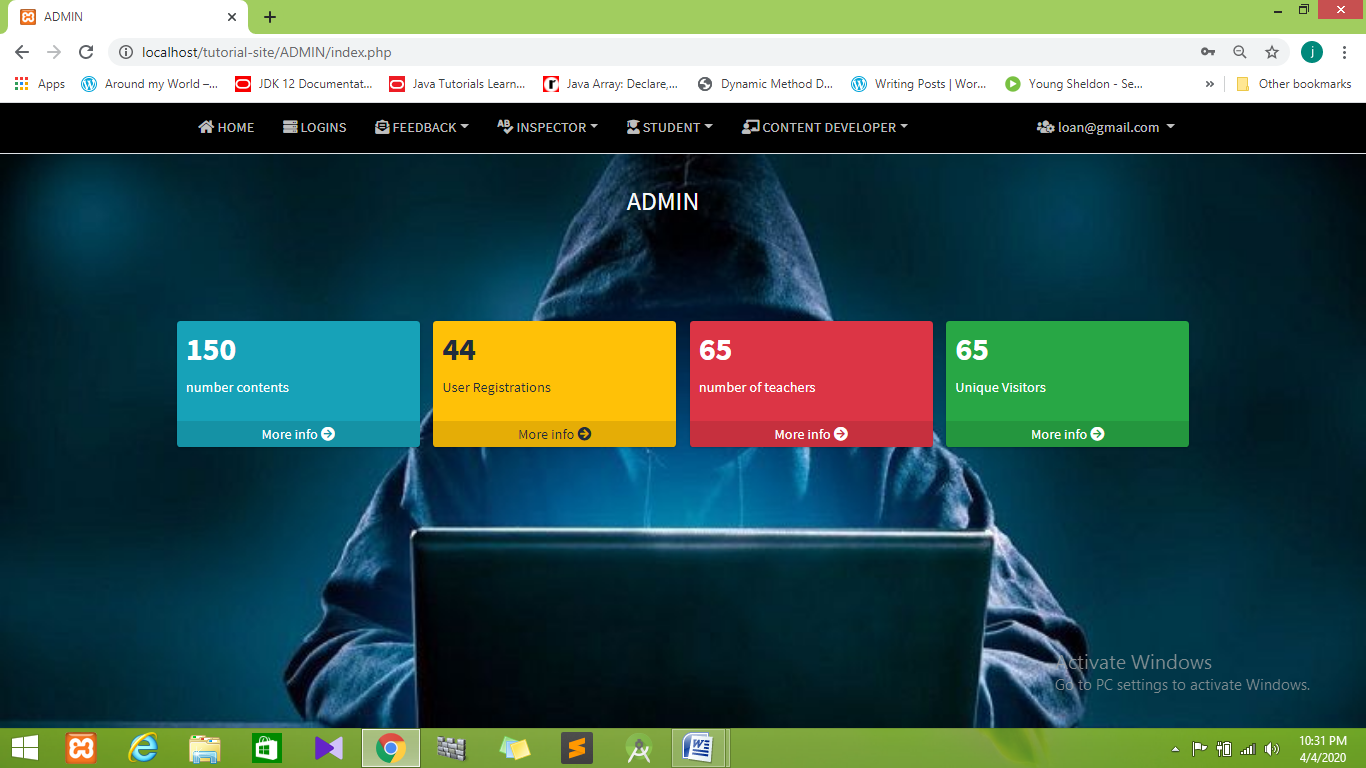 ADMIN
localhost/tutorial-site/ADMIN/index.php
j
Apps Around my World –... JDK 12 Documentat... Java Tutorials Learn... Java Array: Declare,... Dynamic Method D... Writing Posts | Wor... Young Sheldon - Se... » Other bookmarks
HOME LOGINS FEEDBACK INSPECTOR STUDENT CONTENT DEVELOPER loan@gmail.com
ADMIN
150 44 65 65
number contents User Registrations number of teachers Unique Visitors
More info More info More info More info
Activate Windows
Go to PC settings to activate Windows.
10:31 PM
4/4/2020